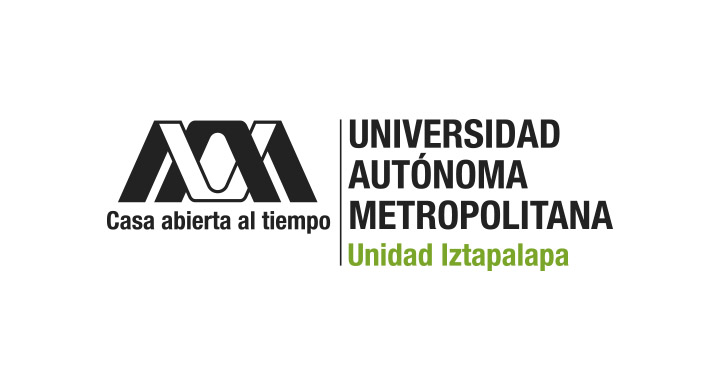 Casa abierta al tiempo
UNIVERSIDAD
AUTÓNOMA
METROPOLITANA
Unidad Iztapalapa